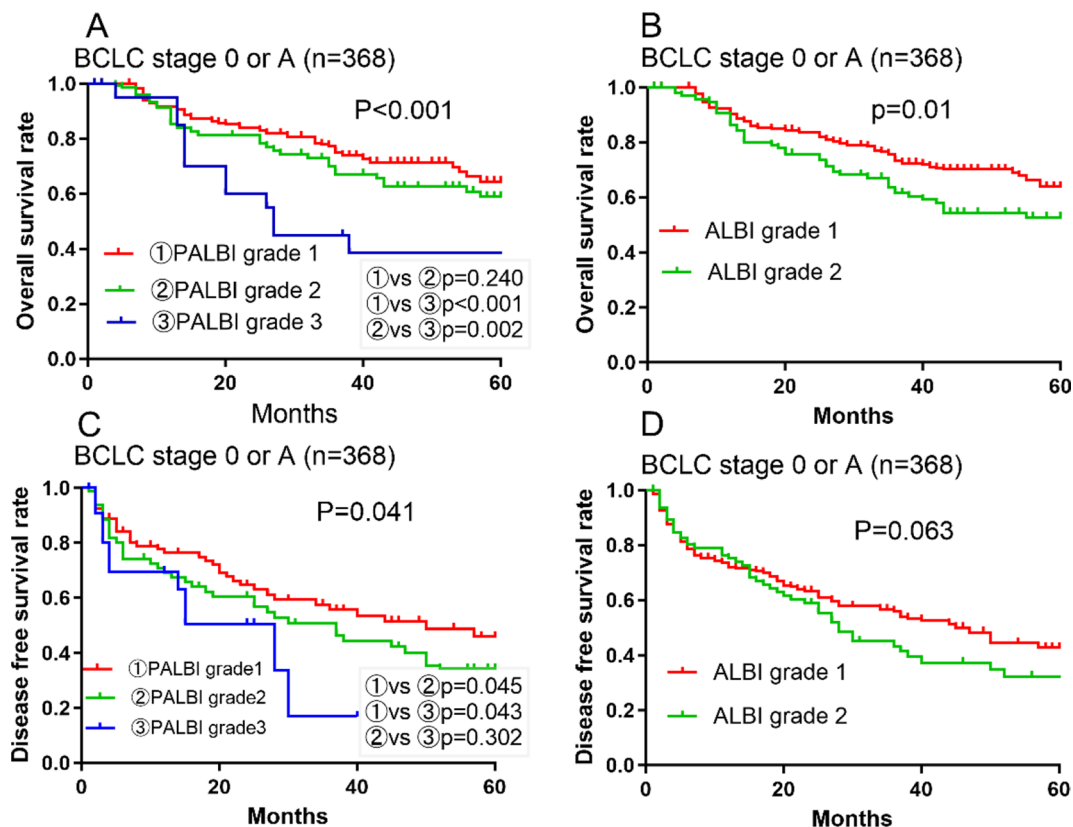 A
BCLC stage 0 or A (n=368)
P<0.001
Overall survival rate
1.0
0.8
0.6
0.4
0.2
0.0
①PALBI grade 1
②PALBI grade 2
③PALBI grade 3
①vs ②p=0.240
①vs ③p<0.001
②vs ③p=0.002
0 20 40 60
Months
B
BCLC stage 0 or A (n=368)
p=0.01
Overall survival rate
1.0
0.8
0.6
0.4
0.2
0.0
ALBI grade 1
ALBI grade 2
0 20 40 60
Months
C
BCLC stage 0 or A (n=368)
P=0.041
Disease free survival rate
1.0
0.8
0.6
0.4
0.2
0.0
①PALBI grade1
②PALBI grade2
③PALBI grade3
①vs ②p=0.045
①vs ③p=0.043
②vs ③p=0.302
0 20 40 60
Months
D
BCLC stage 0 or A (n=368)
P=0.063
Disease free survival rate
1.0
0.8
0.6
0.4
0.2
0.0
ALBI grade 1
ALBI grade 2
0 20 40 60
Months